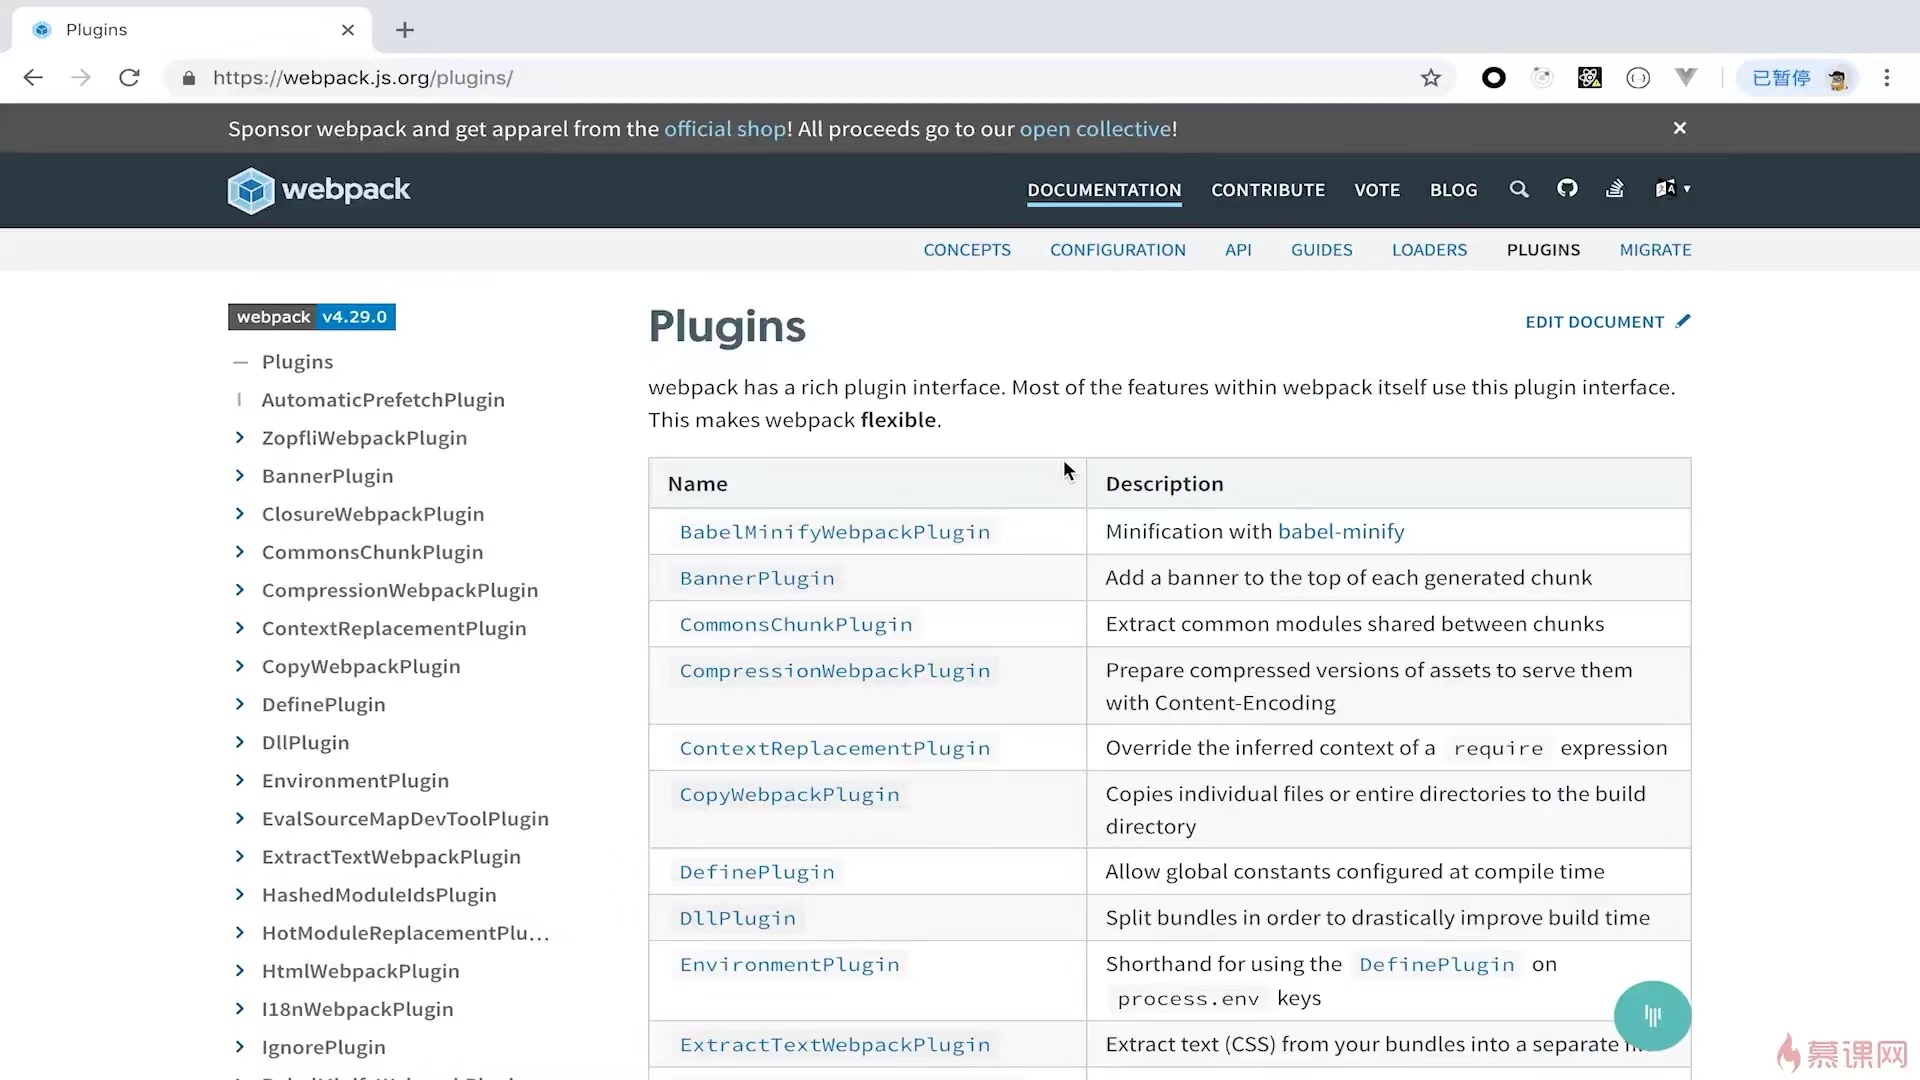 Plugins
https://webpack.js.org/plugins/
已暂停
Sponsor webpack and get apparel from the official shop! All proceeds go to our open collective!
webpack
DOCUMENTATION CONTRIBUTE VOTE BLOG
CONCEPTS CONFIGURATION API GUIDES LOADERS PLUGINS MIGRATE
webpack v4.29.0
Plugins
AutomaticPrefetchPlugin
ZopfliWebpackPlugin
BannerPlugin
ClosureWebpackPlugin
CommonsChunkPlugin
CompressionWebpackPlugin
ContextReplacementPlugin
CopyWebpackPlugin
DefinePlugin
DllPlugin
EnvironmentPlugin
EvalSourceMapDevToolPlugin
ExtractTextWebpackPlugin
HashedModuleIdsPlugin
HotModuleReplacementPlu...
HtmlWebpackPlugin
I18nWebpackPlugin
IgnorePlugin
Plugins
EDIT DOCUMENT
webpack has a rich plugin interface. Most of the features within webpack itself use this plugin interface.
This makes webpack flexible.
Name Description
BabelMinifyWebpackPlugin Minification with babel-minify
BannerPlugin Add a banner to the top of each generated chunk
CommonsChunkPlugin Extract common modules shared between chunks
CompressionWebpackPlugin Prepare compressed versions of assets to serve them
with Content-Encoding
ContextReplacementPlugin Override the inferred context of a require expression
CopyWebpackPlugin Copies individual files or entire directories to the build
directory
DefinePlugin Allow global constants configured at compile time
DllPlugin Split bundles in order to drastically improve build time
EnvironmentPlugin Shorthand for using the DefinePlugin on
process.env keys
ExtractTextWebpackPlugin Extract text (CSS) from your bundles into a separate
慕课网